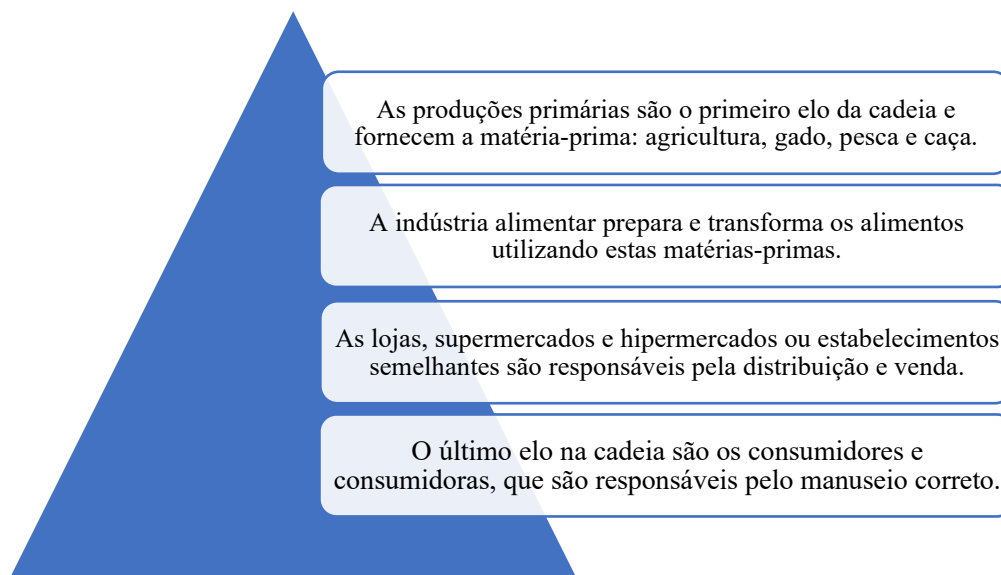 As produções primárias são o primeiro elo da cadeia e
fornecem a matéria-prima: agricultura, gado, pesca e caça.
A indústria alimentar prepara e transforma os alimentos
utilizando estas matérias-primas.
As lojas, supermercados e hipermercados ou estabelecimentos
semelhantes são responsáveis pela distribuição e venda.
O último elo na cadeia são os consumidores e
consumidoras, que são responsáveis pelo manuseio correto.